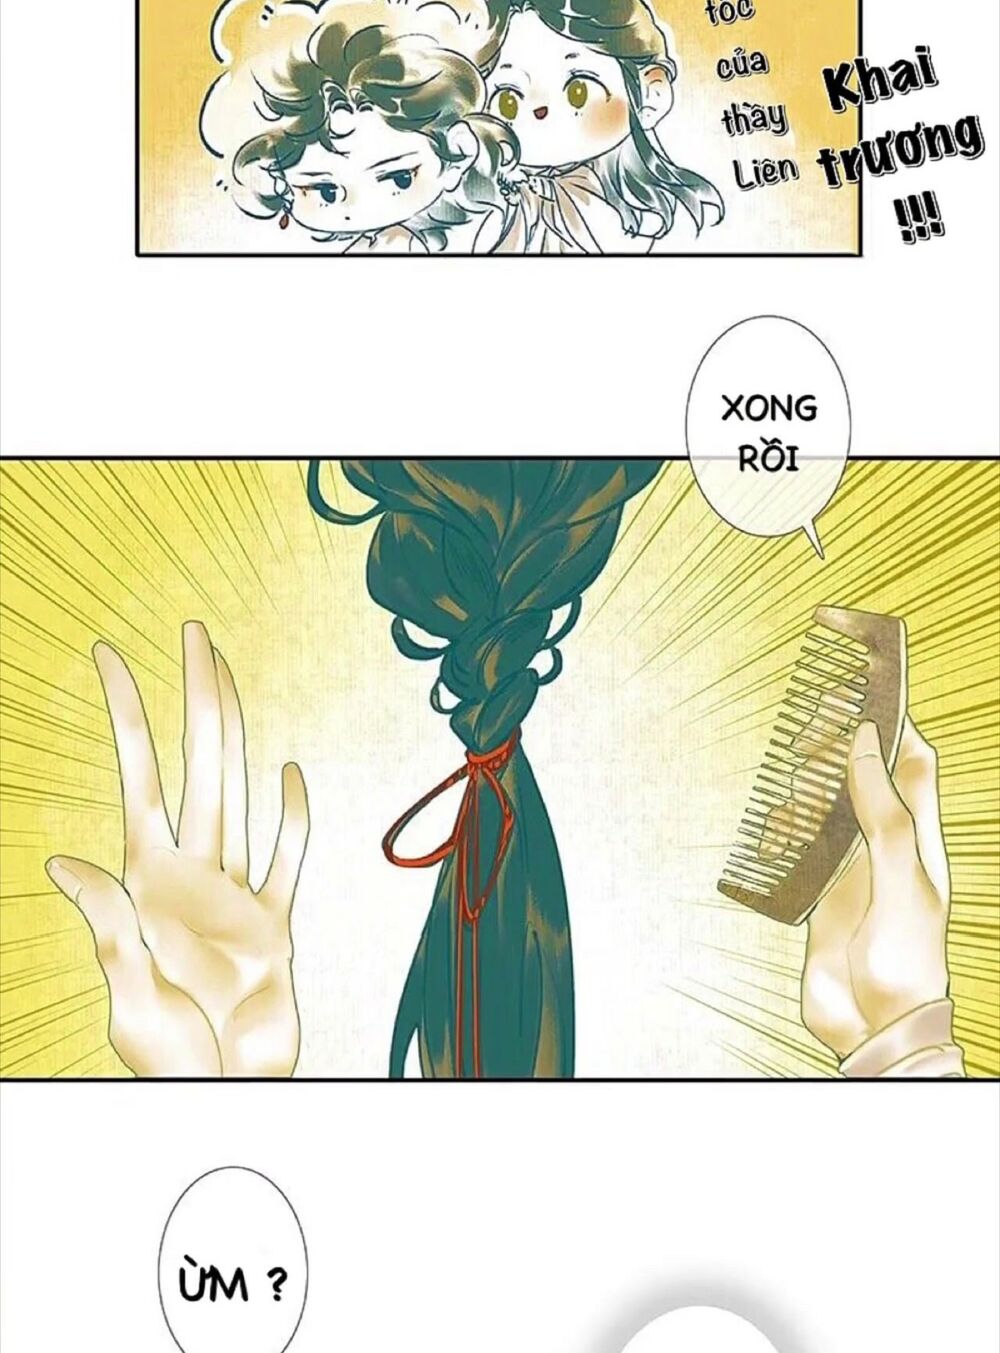 tóc
của
thầy
Liên
Khai
trương
!!!
XONG
RỒI
ỪM ?